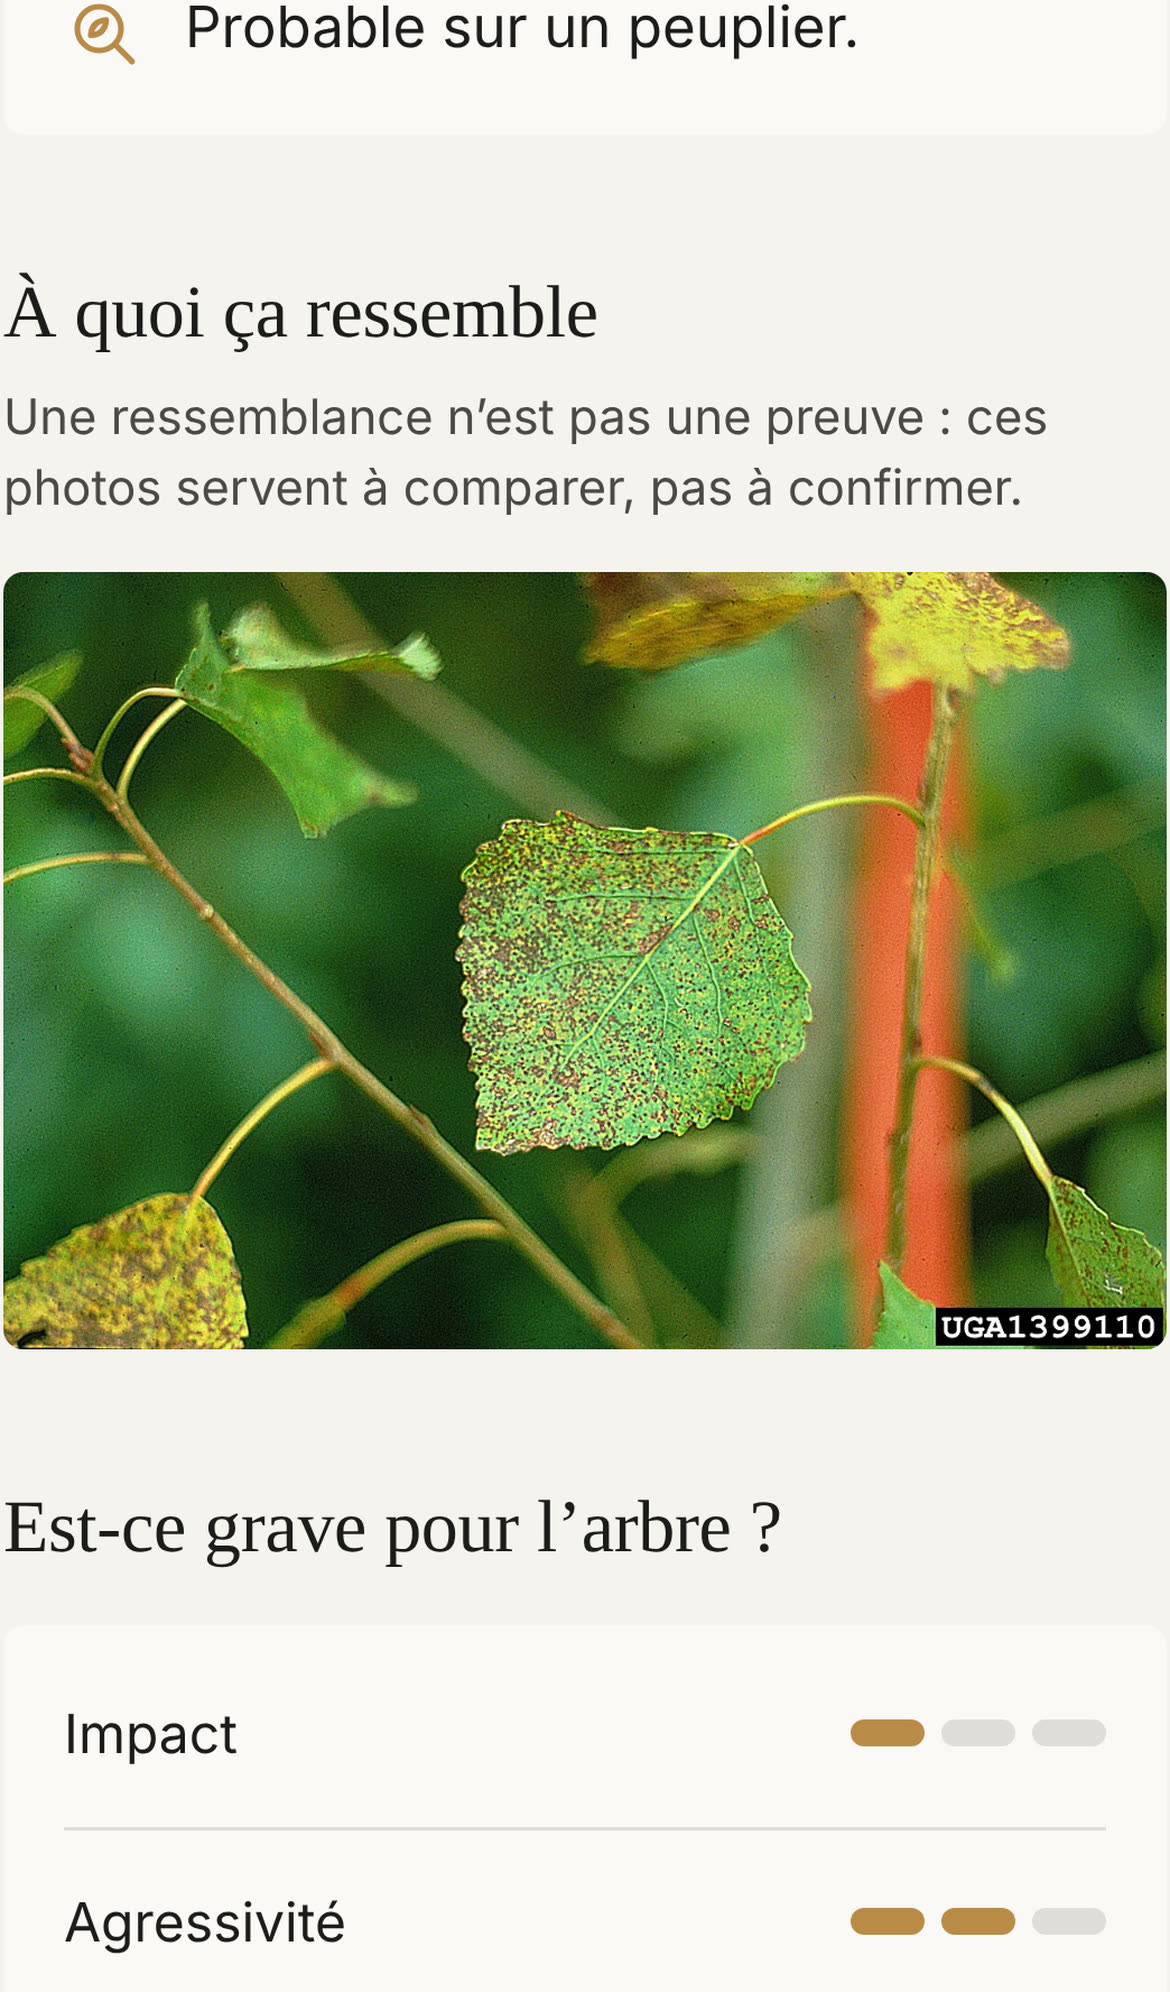 Probable sur un peuplier.
À quoi ça ressemble
Une ressemblance n’est pas une preuve : ces
photos servent à comparer, pas à confirmer.
UGA1399110
Est-ce grave pour l’arbre ?
Impact
Agressivité